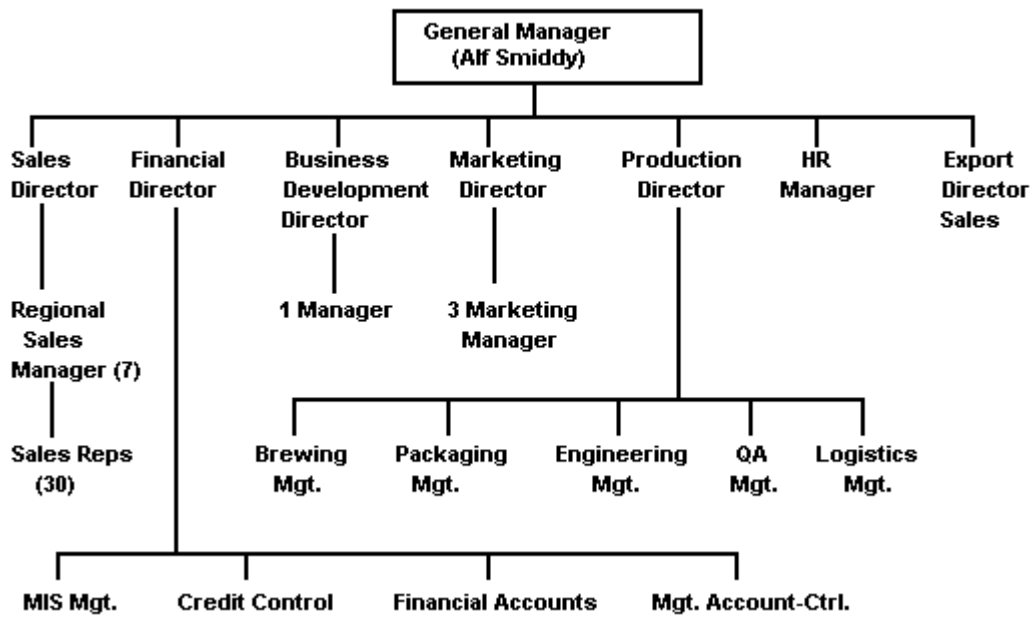 General Manager
(Alf Smiddy)
Sales
Director
Financial
Director
Business
Development
Director
Marketing
Director
Production
Director
HR
Manager
Export
Director
Sales
Regional
Sales
Manager (7)
1 Manager
3 Marketing
Manager
Sales Reps
(30)
Brewing
Mgt.
Packaging
Mgt.
Engineering
Mgt.
QA
Mgt.
Logistics
Mgt.
MIS Mgt.
Credit Control
Financial Accounts
Mgt. Account-Ctrl.